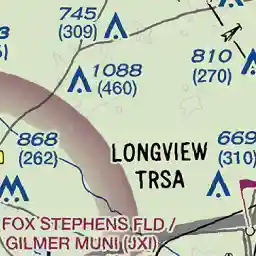 745
(309)
810
(270)
1088
(460)
868
(262)
669
(310)
LONGVIEW
TRSA
FOX STEPHENS FLD /
GILMER MUNI (JXI)